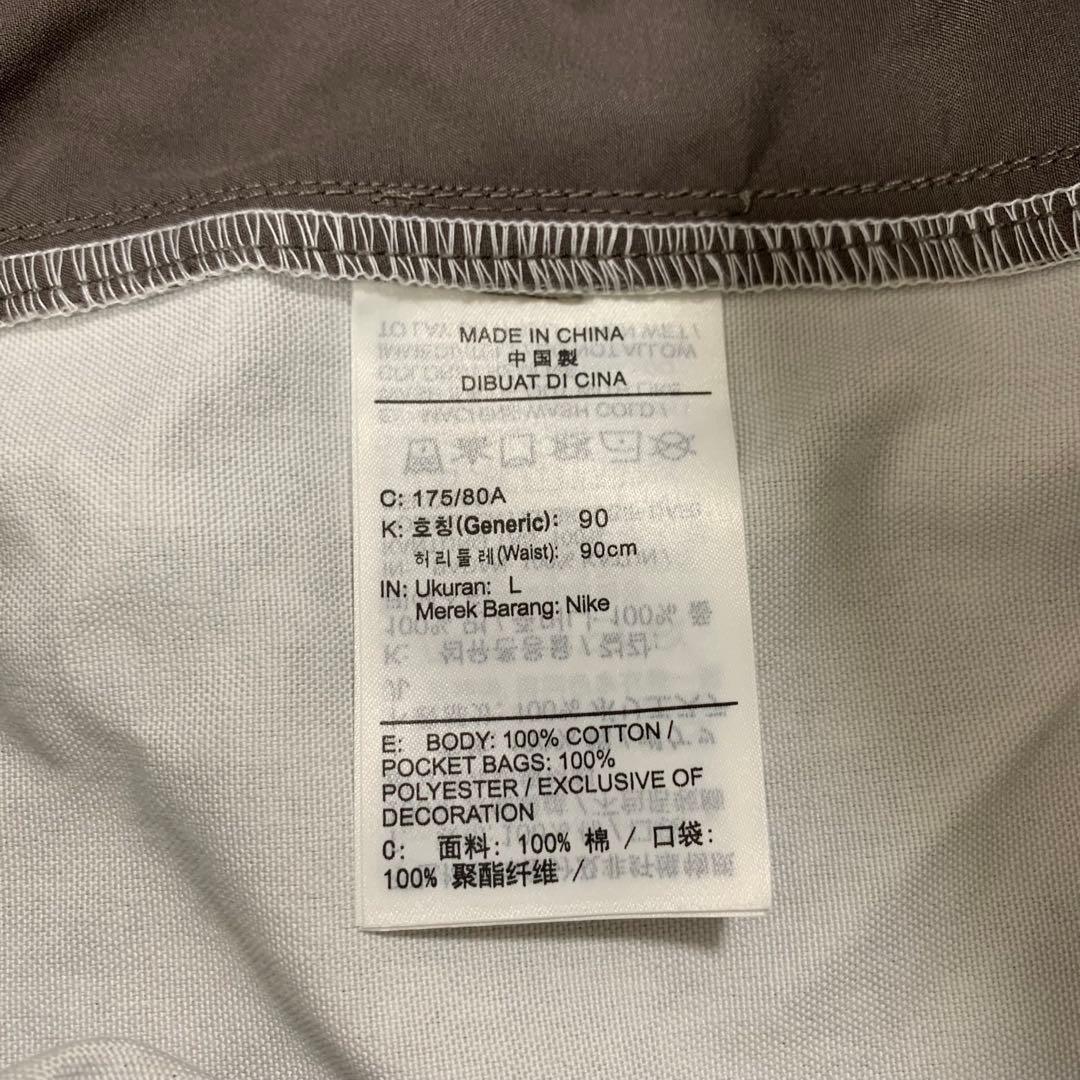 MADE IN CHINA
中国製
DIBUAT DI CINA
C: 175/80A
K: 호칭(Generic): 90
허리둘레(Waist): 90cm
IN: Ukuran: L
Merek Barang: Nike
E: BODY: 100% COTTON /
POCKET BAGS: 100%
POLYESTER / EXCLUSIVE OF
DECORATION
C: 面料: 100% 棉 / 口袋:
100% 聚酯纤维 /